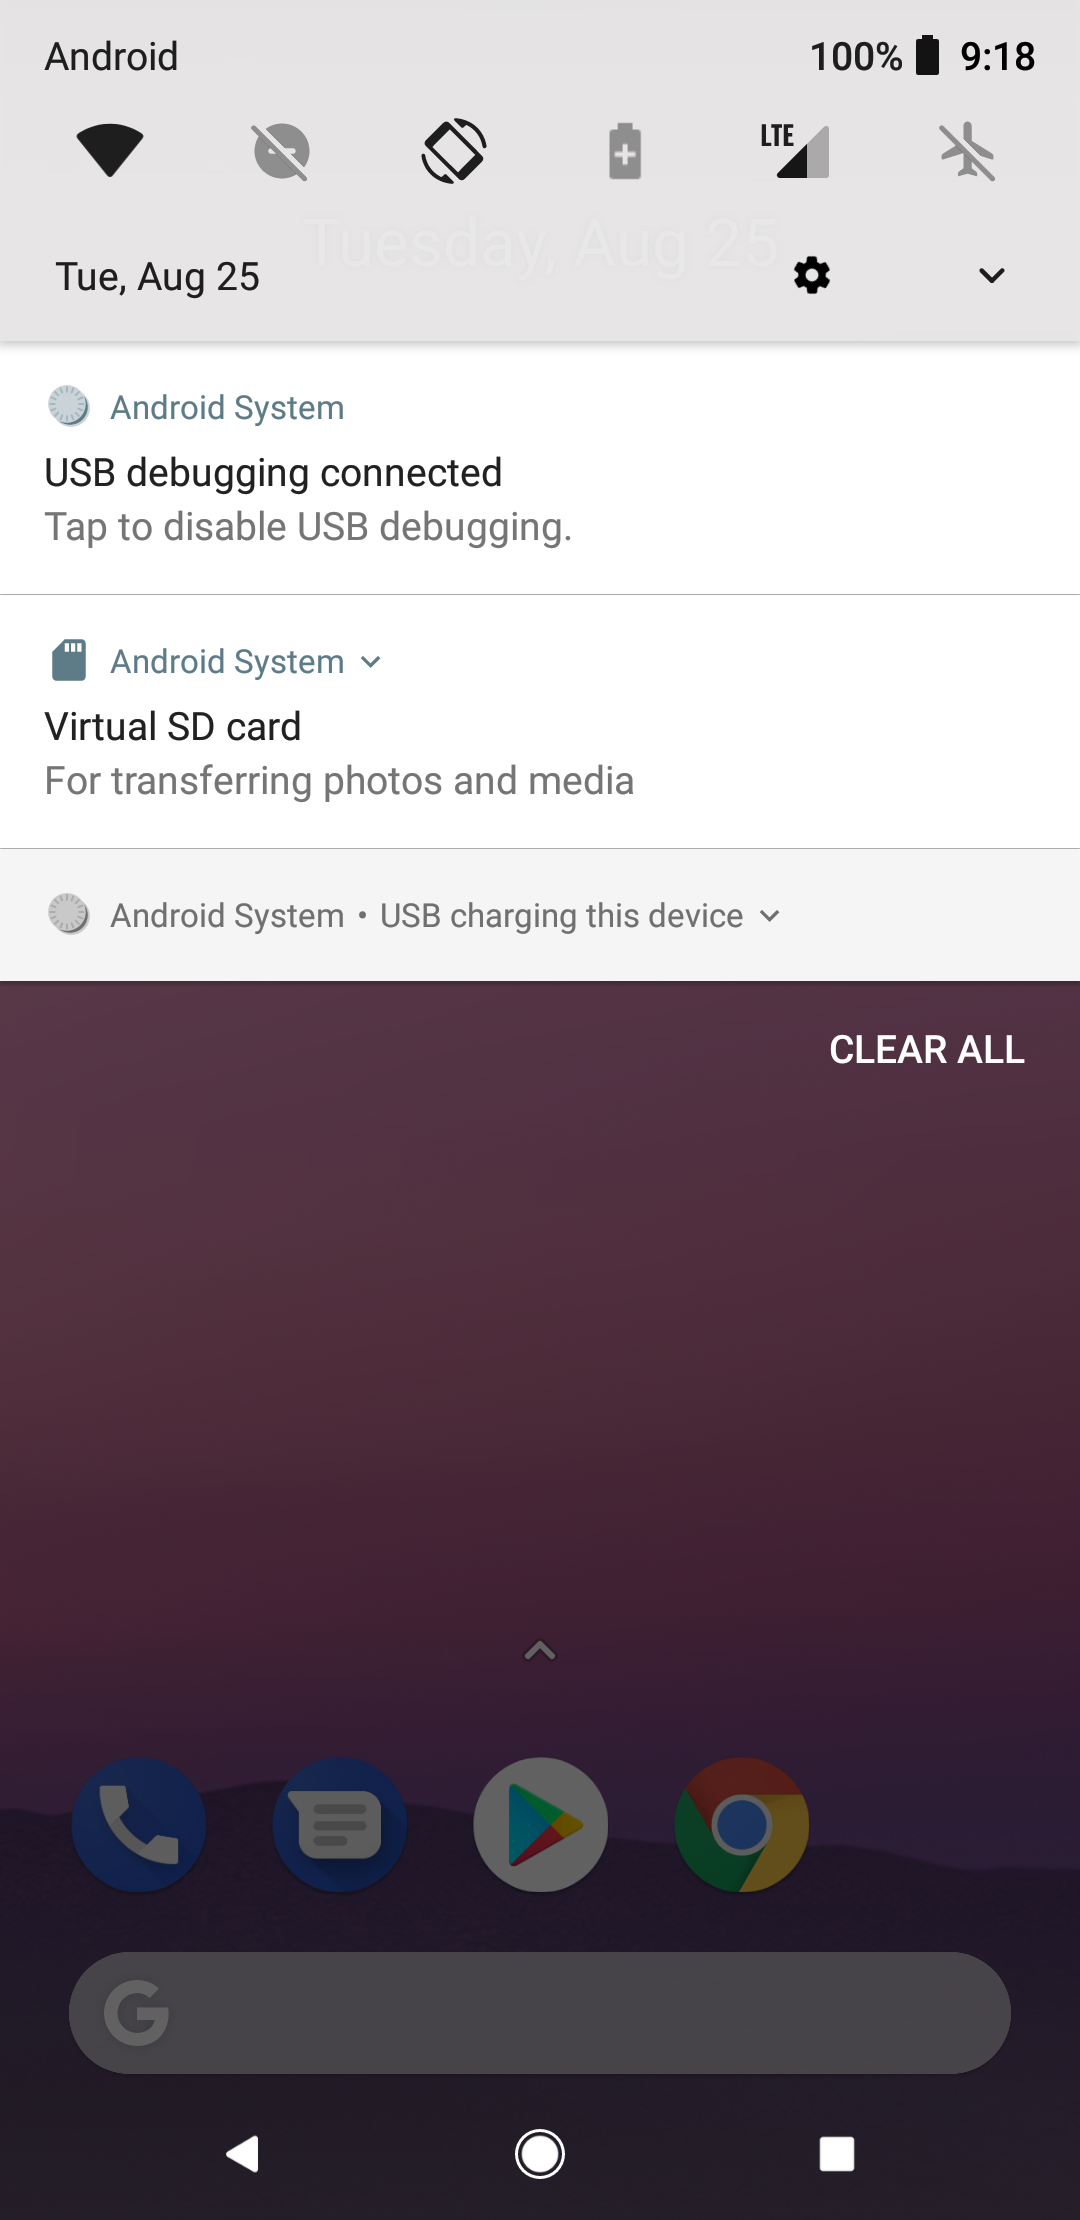 Android
100% 9:18
LTE
Tuesday, Aug 25
Tue, Aug 25
Android System
USB debugging connected
Tap to disable USB debugging.
Android System
Virtual SD card
For transferring photos and media
Android System • USB charging this device
CLEAR ALL
G